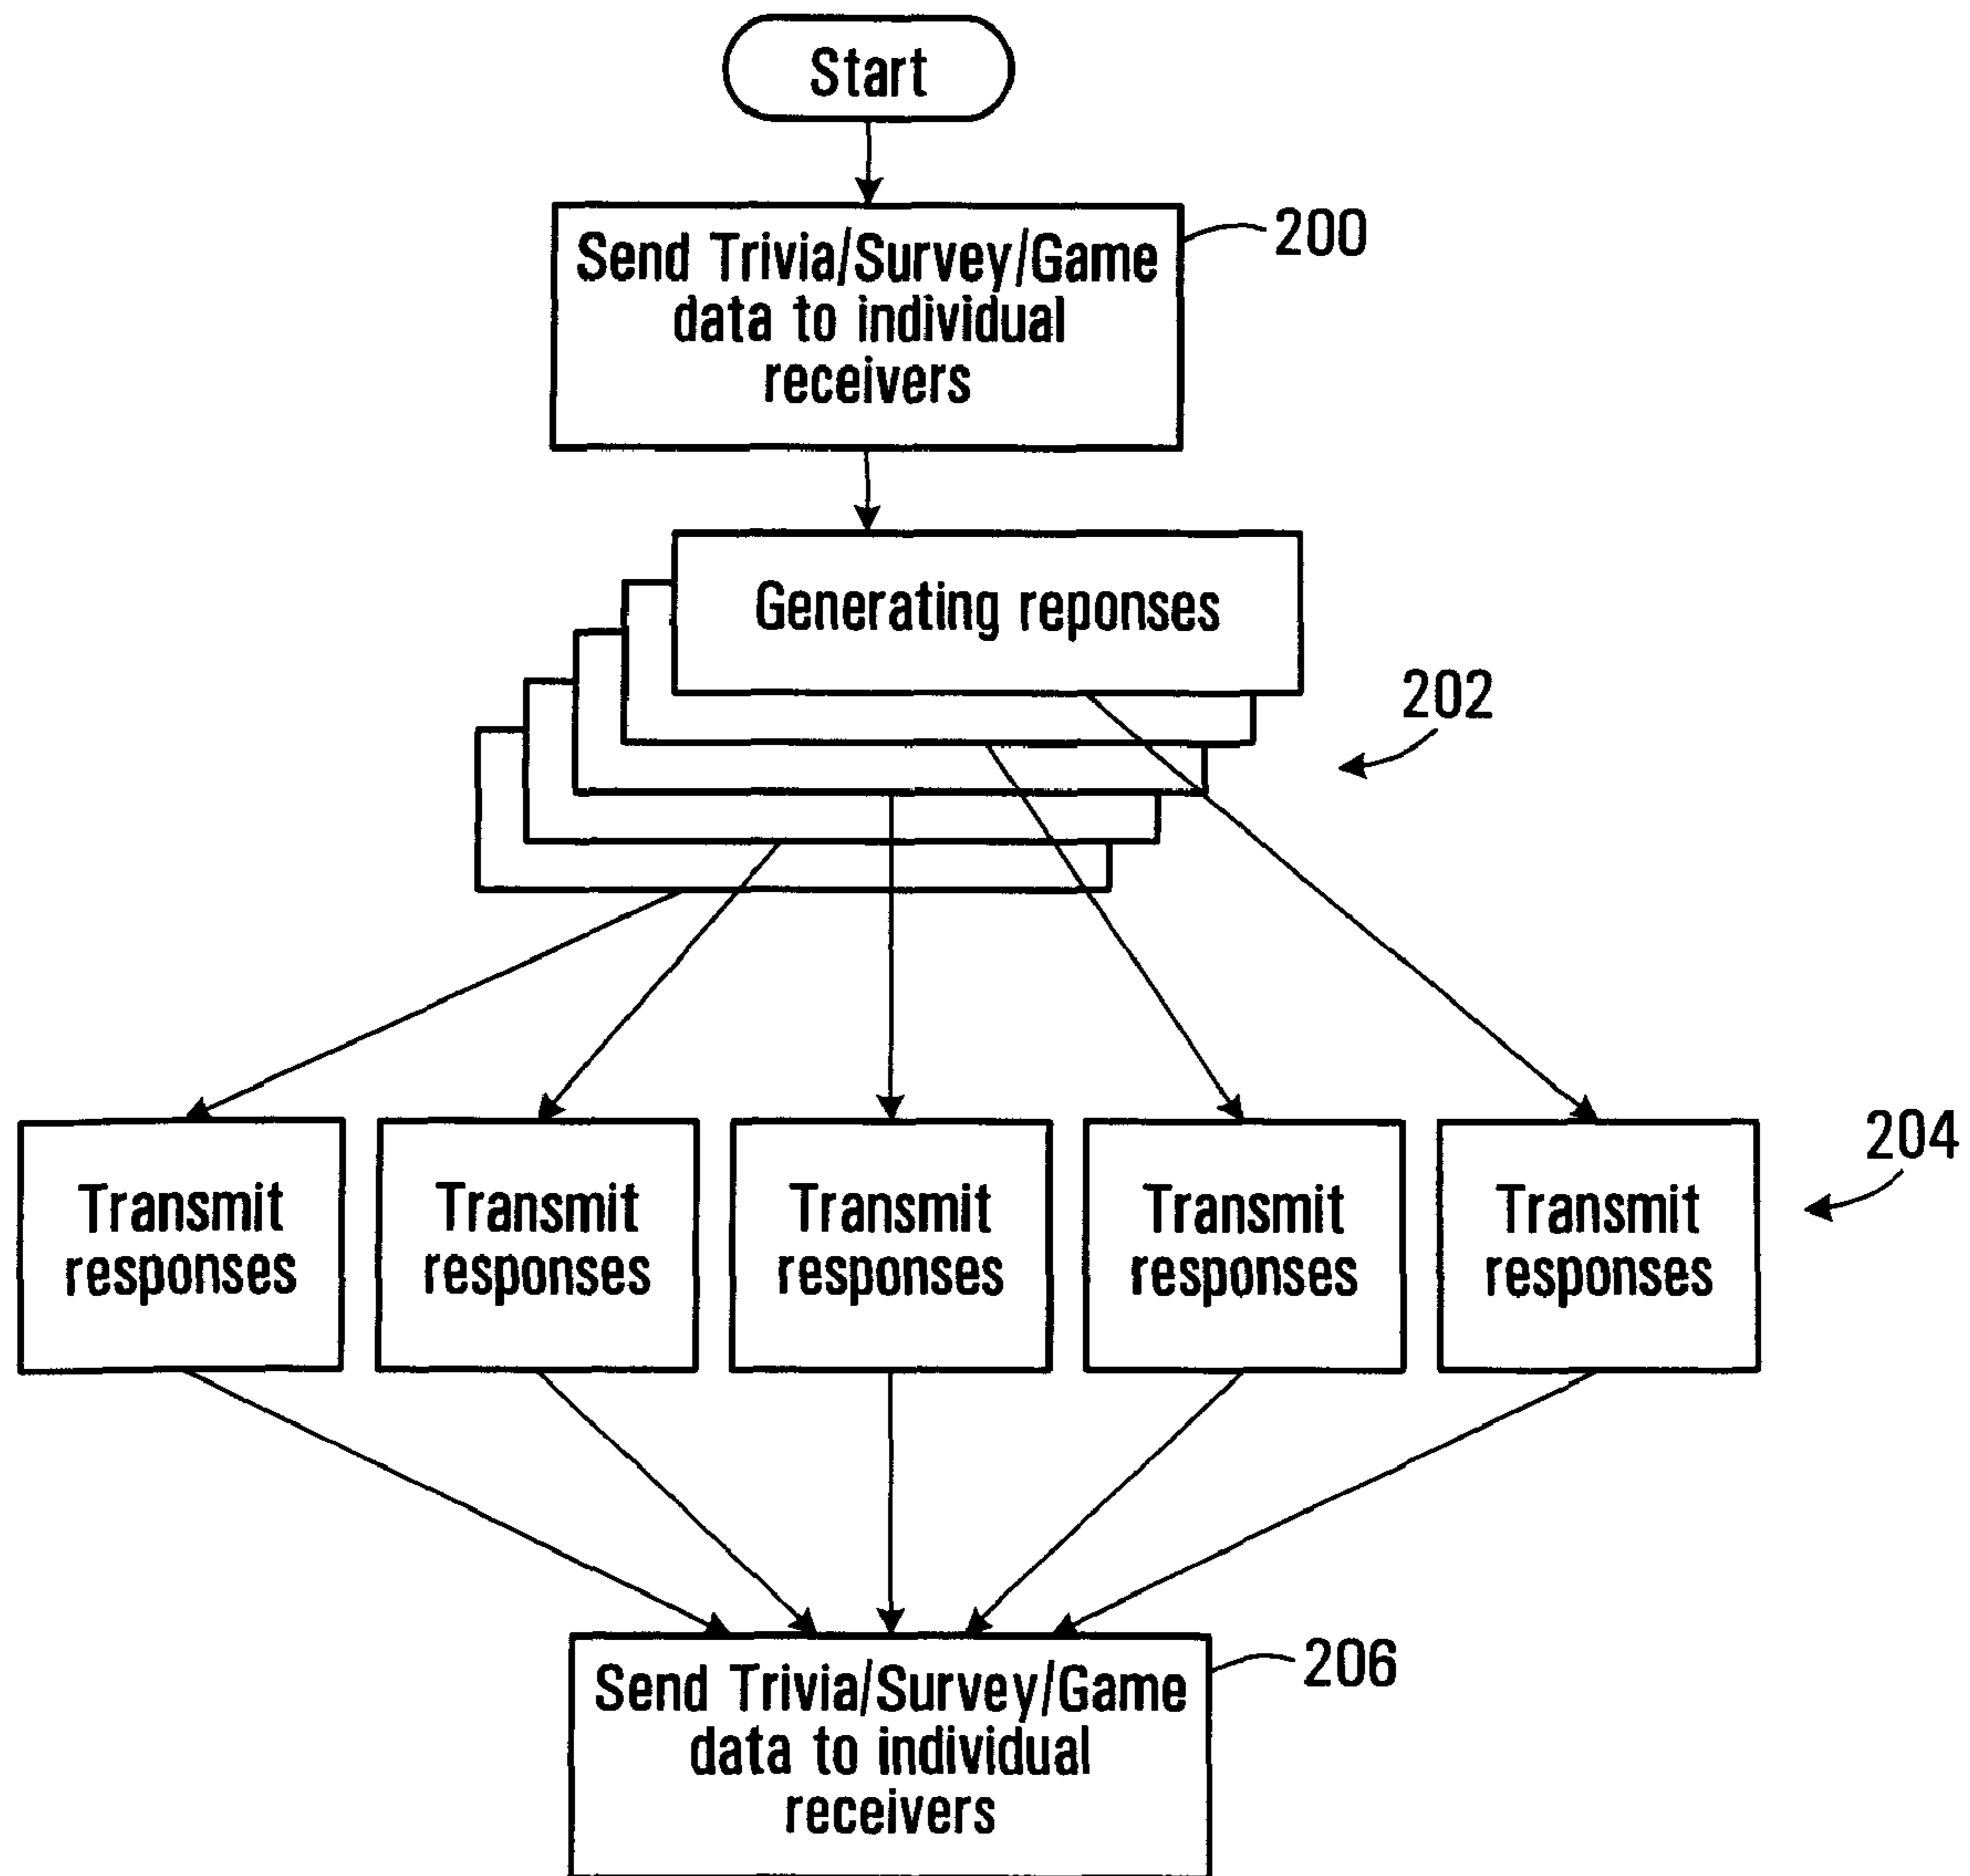 Start
Send Trivia/Survey/Game
data to individual
receivers
200
Generating reponses
202
Transmit
responses
Transmit
responses
Transmit
responses
Transmit
responses
Transmit
responses
204
Send Trivia/Survey/Game
data to individual
receivers
206